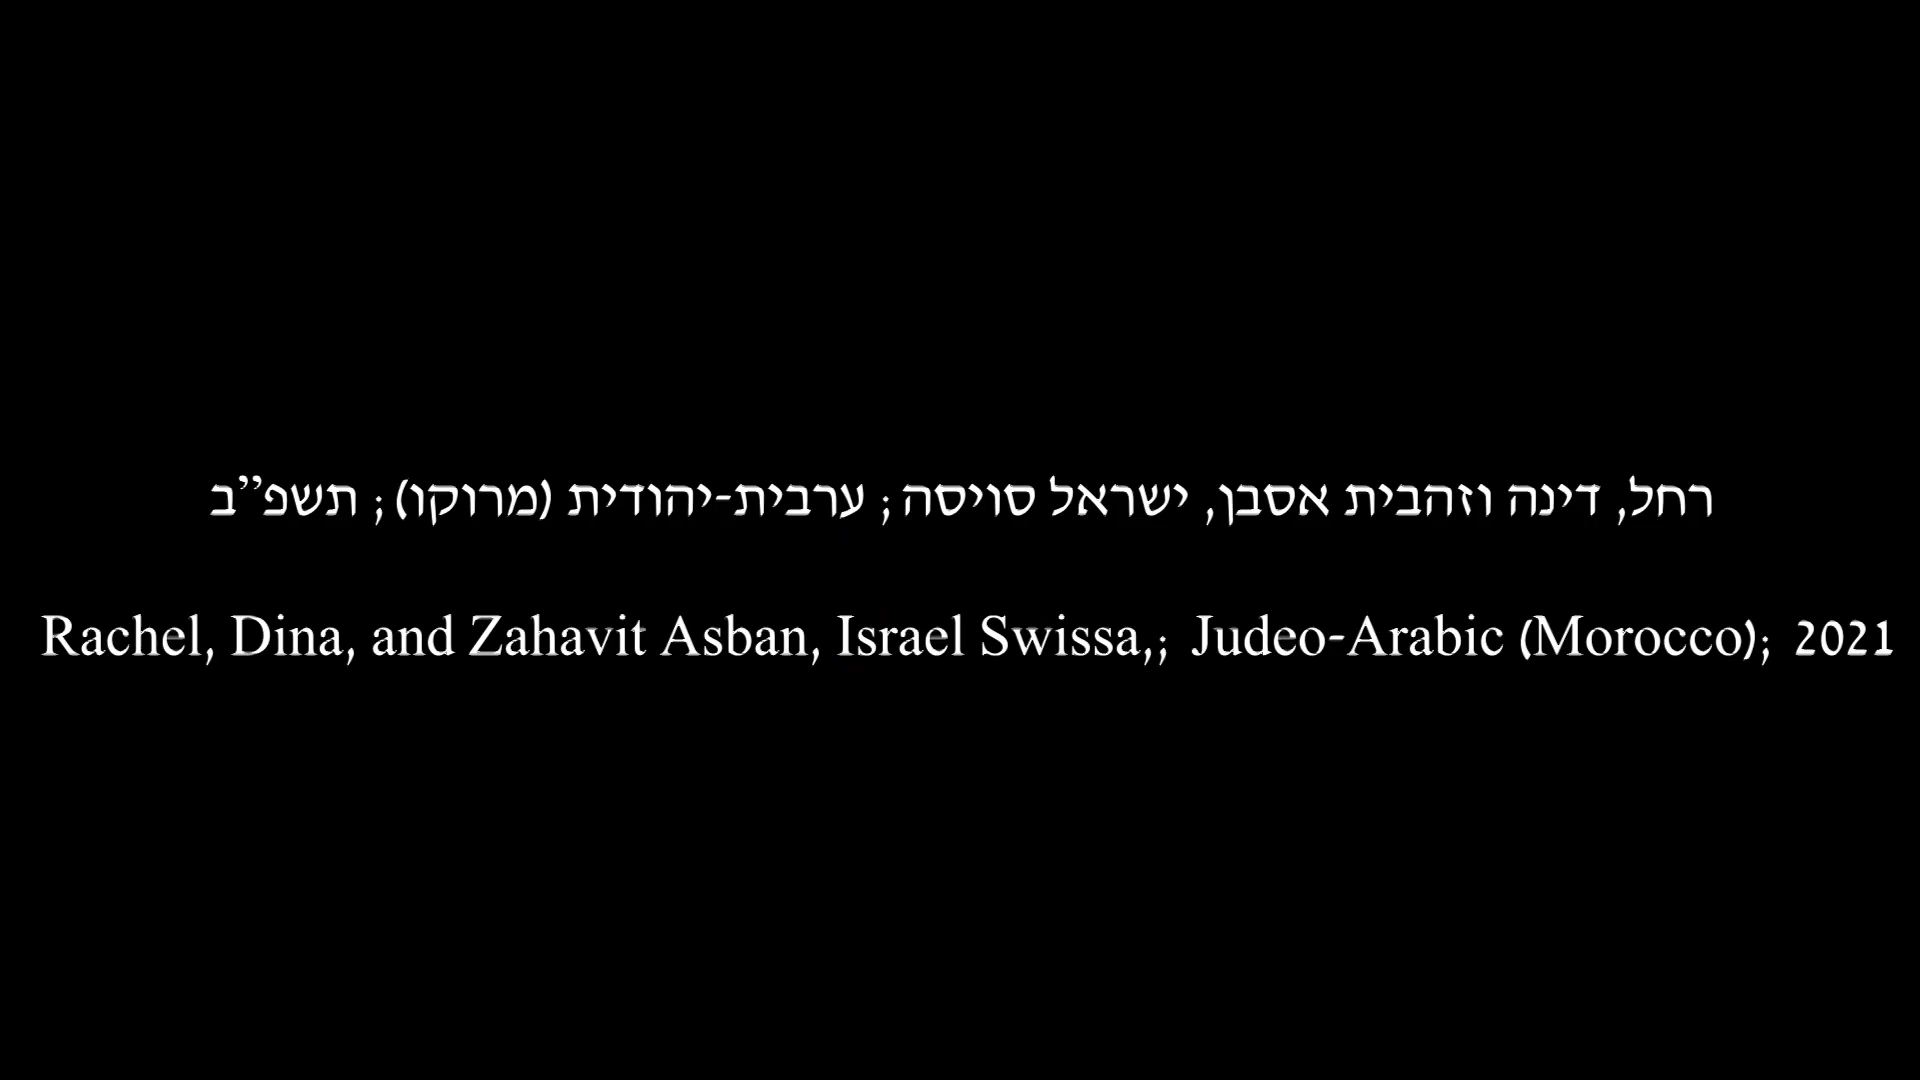 רחל, דינה וזהבית אסבן, ישראל סויסה; ערבית-יהודית (מרוקו); תשפ”ב
Rachel, Dina, and Zahavit Asban, Israel Swissa,; Judeo-Arabic (Morocco); 2021